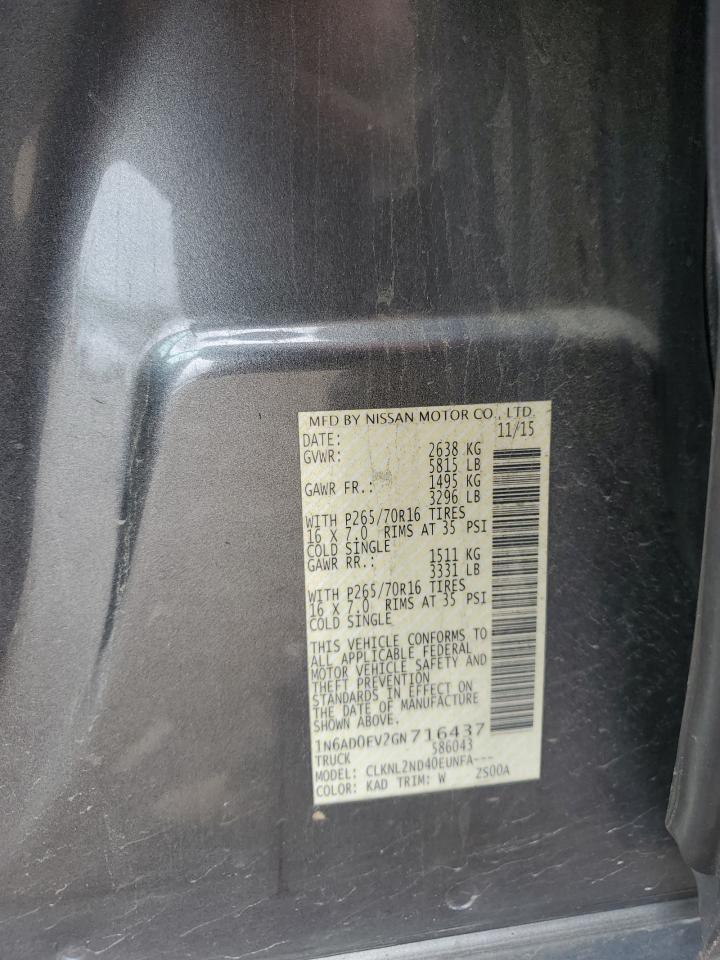 MFD BY NISSAN MOTOR CO., LTD.
DATE: 11/15
GVWR: 2638 KG
5815 LB
GAWR FR.: 1495 KG
3296 LB
WITH P265/70R16 TIRES
16 X 7.0 RIMS AT 35 PSI
COLD SINGLE
GAWR RR.: 1511 KG
3331 LB
WITH P265/70R16 TIRES
16 X 7.0 RIMS AT 35 PSI
COLD SINGLE
THIS VEHICLE CONFORMS TO
ALL APPLICABLE FEDERAL
MOTOR VEHICLE SAFETY AND
THEFT PREVENTION
STANDARDS IN EFFECT ON
THE DATE OF MANUFACTURE
SHOWN ABOVE.
1N6AD0EV2GN716437
TRUCK 586043
MODEL: CLKNL2ND40EUNFA---
COLOR: KAD TRIM: W ZS00A